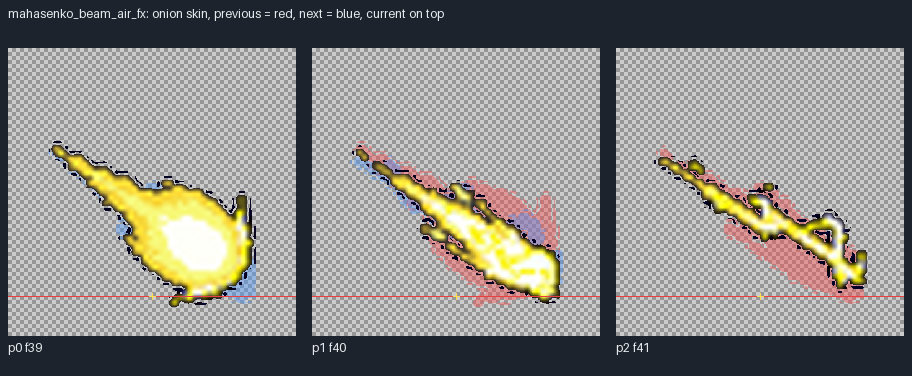 mahasenko_beam_air_fx: onion skin, previous = red, next = blue, current on top
p0 f39
p1 f40
p2 f41